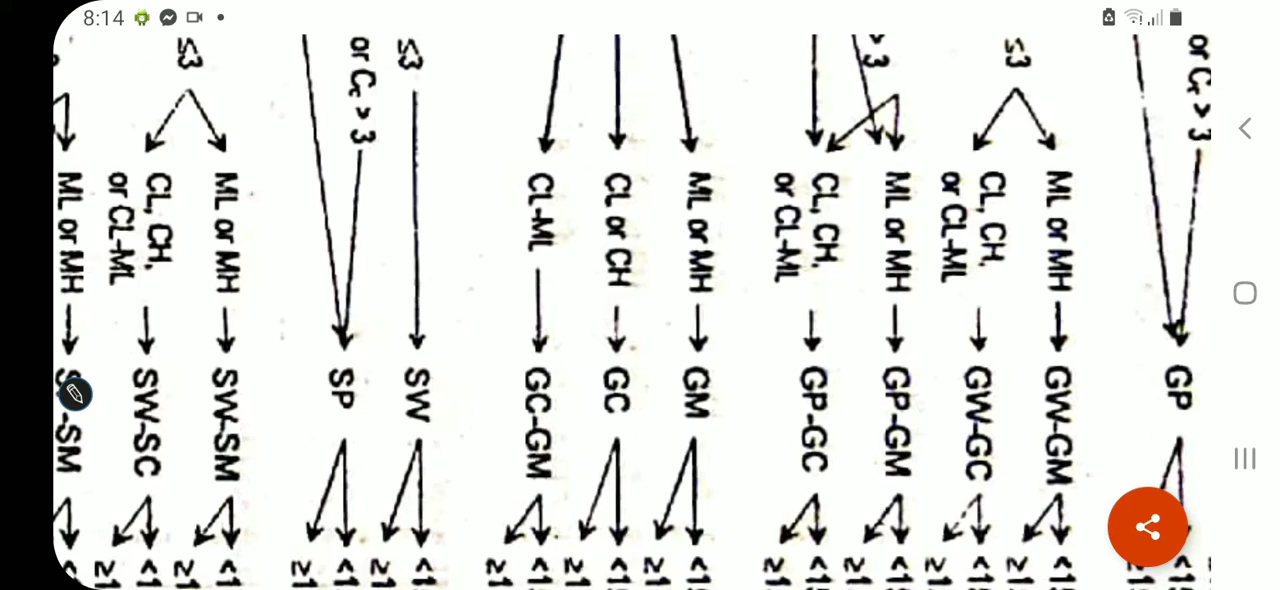 8:14
or Cc > 3
GP
≤3
ML or MH
GW-GM
CL, CH,
or CL-ML
GW-GC
> 3
ML or MH
GP-GM
CL, CH,
or CL-ML
GP-GC
ML or MH
GM
CL or CH
GC
CL-ML
GC-GM
≤3
SW
or Cc > 3
SP
≤3
ML or MH
SW-SM
CL, CH,
or CL-ML
SW-SC
ML or MH
-SM